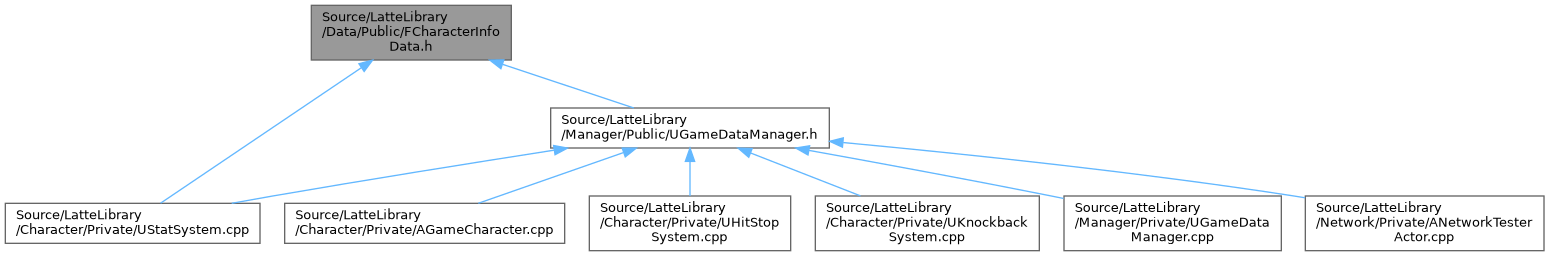 Source/LatteLibrary
/Data/Public/FCharacterInfo
Data.h
Source/LatteLibrary
/Manager/Public/UGameDataManager.h
Source/LatteLibrary
/Character/Private/UStatSystem.cpp
Source/LatteLibrary
/Character/Private/AGameCharacter.cpp
Source/LatteLibrary
/Character/Private/UHitStop
System.cpp
Source/LatteLibrary
/Character/Private/UKnockback
System.cpp
Source/LatteLibrary
/Manager/Private/UGameData
Manager.cpp
Source/LatteLibrary
/Network/Private/ANetworkTester
Actor.cpp